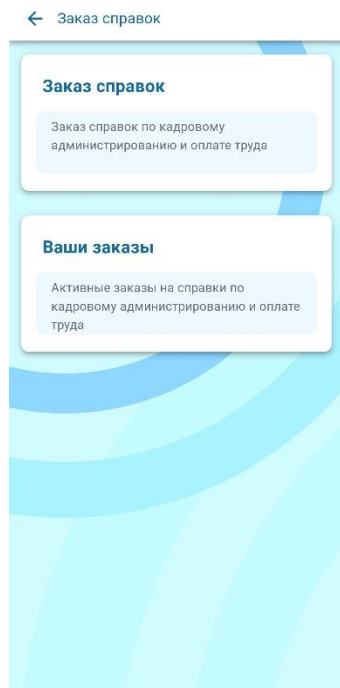 Заказ справок
Заказ справок
Заказ справок по кадровому
администрированию и оплате труда
Ваши заказы
Активные заказы на справки по
кадровому администрированию и оплате
труда